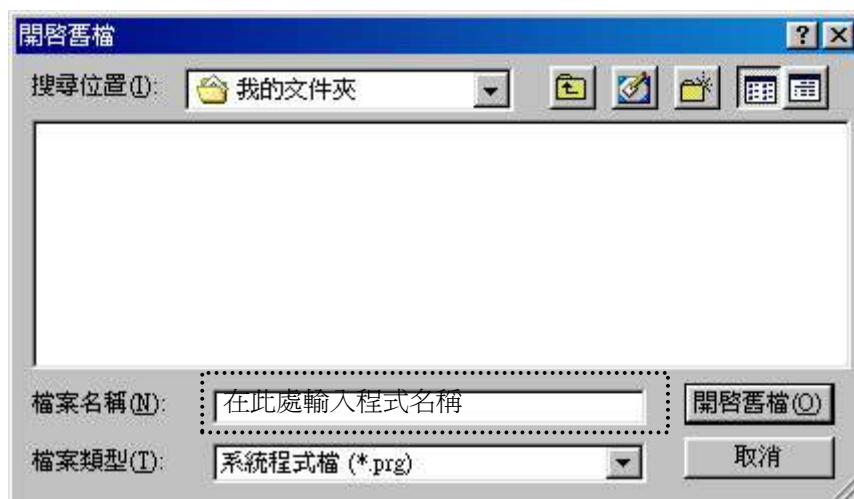 開啓舊檔
搜尋位置(I):
我的文件夾
檔案名稱(N):
在此處輸入程式名稱
開啓舊檔(O)
檔案類型(T):
系統程式檔 (*.prg)
取消